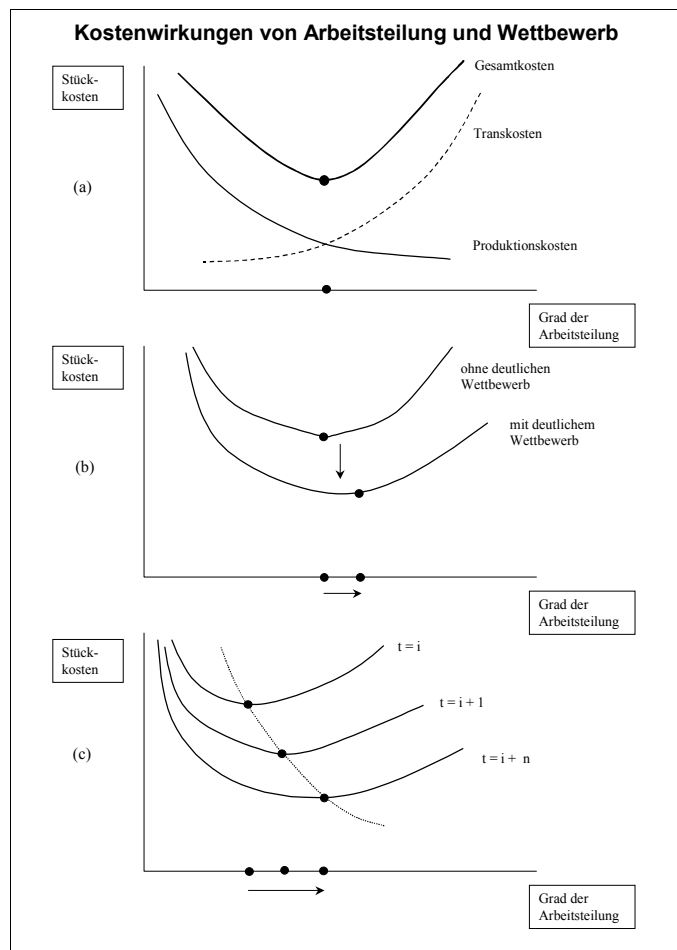 Kostenwirkungen von Arbeitsteilung und Wettbewerb
Stück-
kosten
Gesamtkosten
Transkosten
(a)
Produktionskosten
Grad der
Arbeitsteilung
Stück-
kosten
ohne deutlichen
Wettbewerb
mit deutlichem
Wettbewerb
(b)
Grad der
Arbeitsteilung
Stück-
kosten
t = i
t = i + 1
(c)
t = i + n
Grad der
Arbeitsteilung